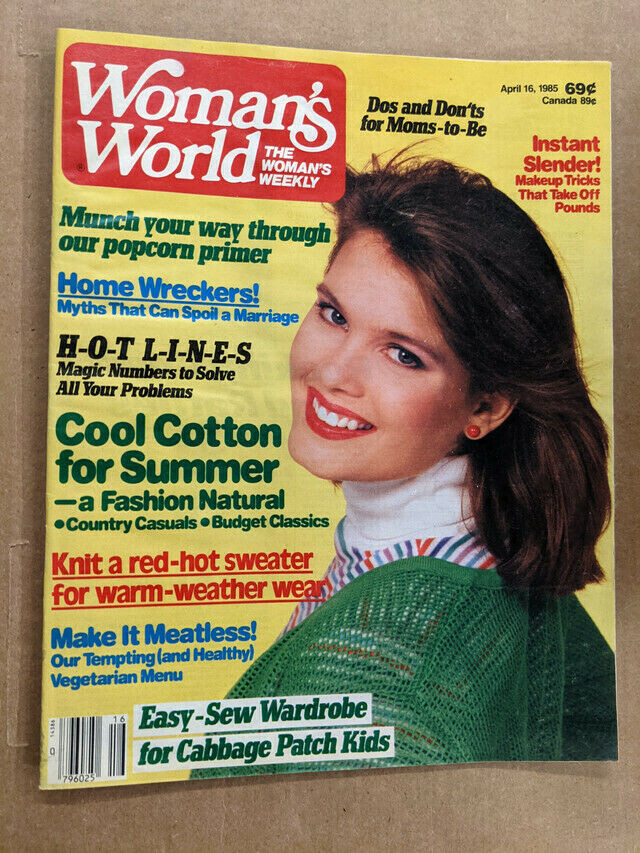 Woman's
World
THE
WOMAN'S
WEEKLY
®
April 16, 1985 69¢
Canada 89¢
Dos and Don'ts
for Moms-to-Be
Instant
Slender!
Makeup Tricks
That Take Off
Pounds
Munch your way through
our popcorn primer
Home Wreckers!
Myths That Can Spoil a Marriage
H-O-T L-I-N-E-S
Magic Numbers to Solve
All Your Problems
Cool Cotton
for Summer
—a Fashion Natural
•Country Casuals •Budget Classics
Knit a red-hot sweater
for warm-weather wear
Make It Meatless!
Our Tempting (and Healthy)
Vegetarian Menu
Easy-Sew Wardrobe
for Cabbage Patch Kids
16
0
14386
796025